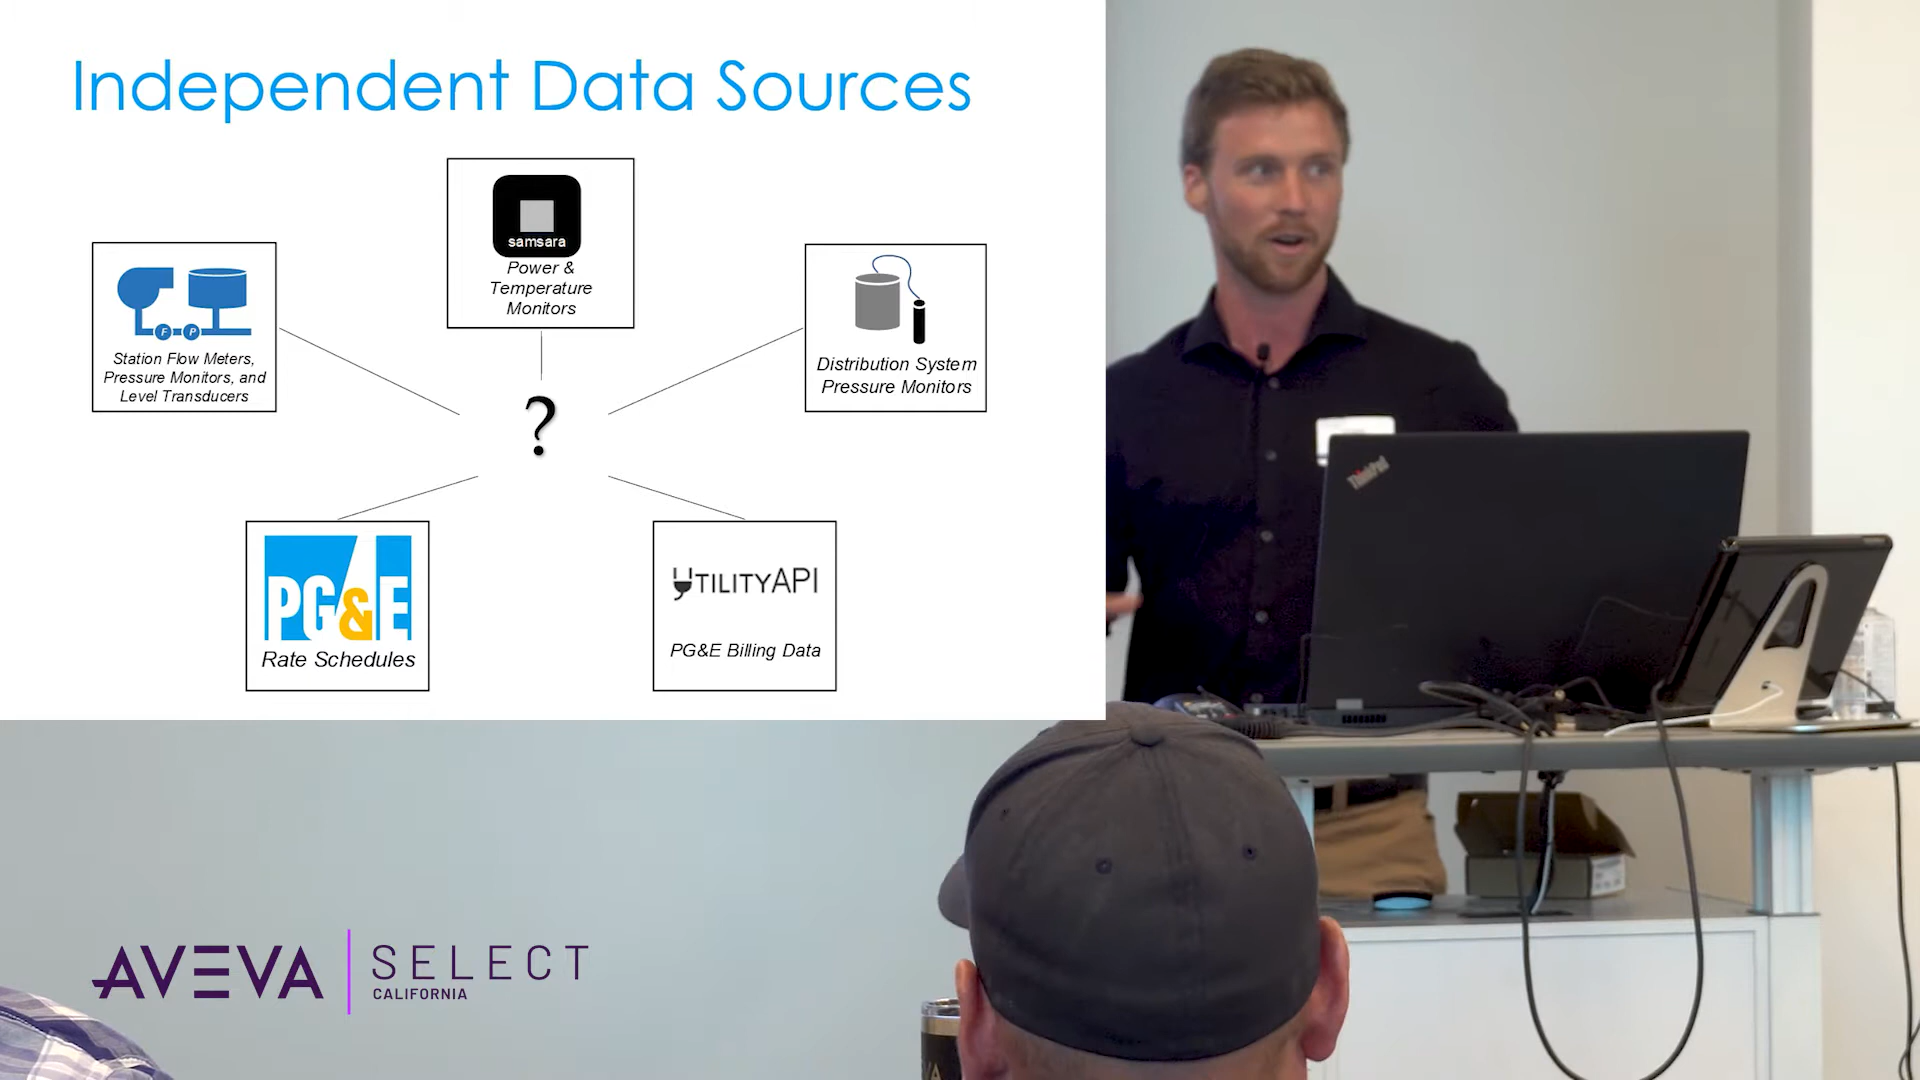 Independent Data Sources
samsara
Power &
Temperature
Monitors
F P
Station Flow Meters,
Pressure Monitors, and
Level Transducers
Distribution System
Pressure Monitors
?
PG&E
Rate Schedules
UTILITYAPI
PG&E Billing Data
ThinkPad
AVEVA
SELECT
CALIFORNIA